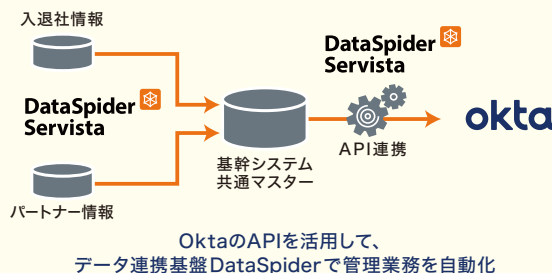 入退社情報
DataSpider
Servista
DataSpider
Servista
okta
API連携
基幹システム
共通マスター
パートナー情報
OktaのAPIを活用して、
データ連携基盤DataSpiderで管理業務を自動化